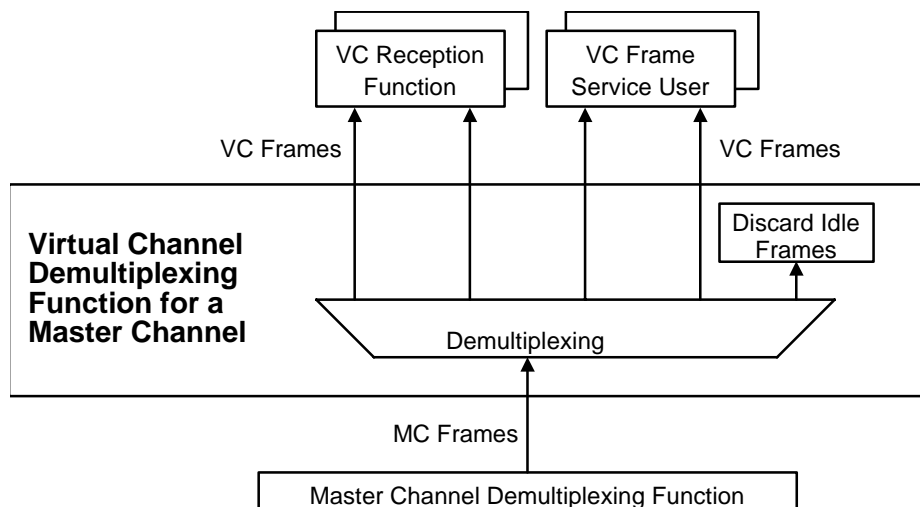 VC Reception
Function
VC Frame
Service User
VC Frames
VC Frames
Virtual Channel
Demultiplexing
Function for a
Master Channel
Discard Idle
Frames
Demultiplexing
MC Frames
Master Channel Demultiplexing Function